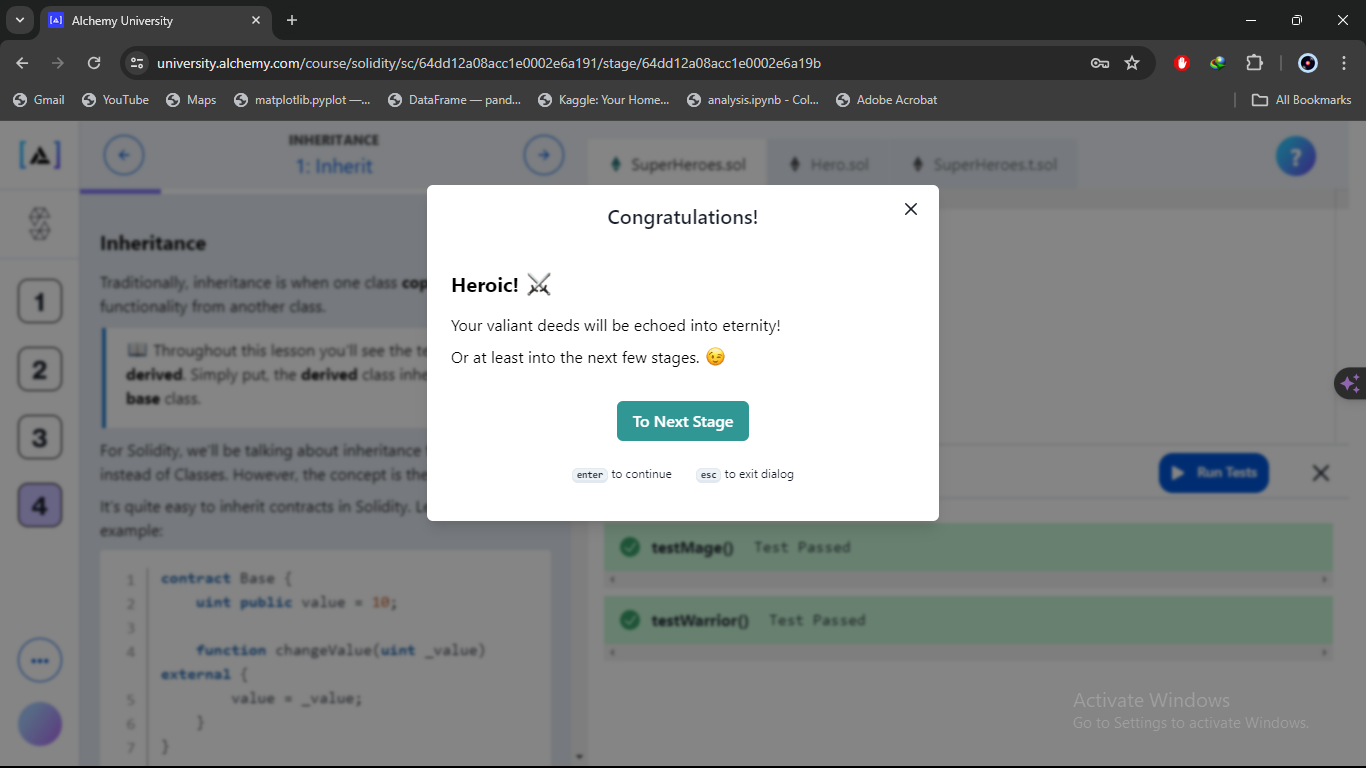 Alchemy University
university.alchemy.com/course/solidity/sc/64dd12a08acc1e0002e6a191/stage/64dd12a08acc1e0002e6a19b
Gmail
YouTube
Maps
matplotlib.pyplot —...
DataFrame — pand...
Kaggle: Your Home...
analysis.ipynb - Col...
Adobe Acrobat
All Bookmarks
INHERITANCE
1: Inherit
SuperHeroes.sol
Hero.sol
SuperHeroes.t.sol
?
1
2
3
4
Inheritance
Traditionally, inheritance is when one class cop
functionality from another class.
Throughout this lesson you'll see the te
derived. Simply put, the derived class inhe
base class.
For Solidity, we'll be talking about inheritance
instead of Classes. However, the concept is the
It's quite easy to inherit contracts in Solidity. Le
example:
1 contract Base {
2 uint public value = 10;
3
4 function changeValue(uint _value)
external {
5 value = _value;
6 }
7 }
Congratulations!
Heroic! ⚔
Your valiant deeds will be echoed into eternity!
Or at least into the next few stages. 😉
To Next Stage
enter to continue
esc to exit dialog
Run Tests
testMage() Test Passed
testWarrior() Test Passed
Activate Windows
Go to Settings to activate Windows.